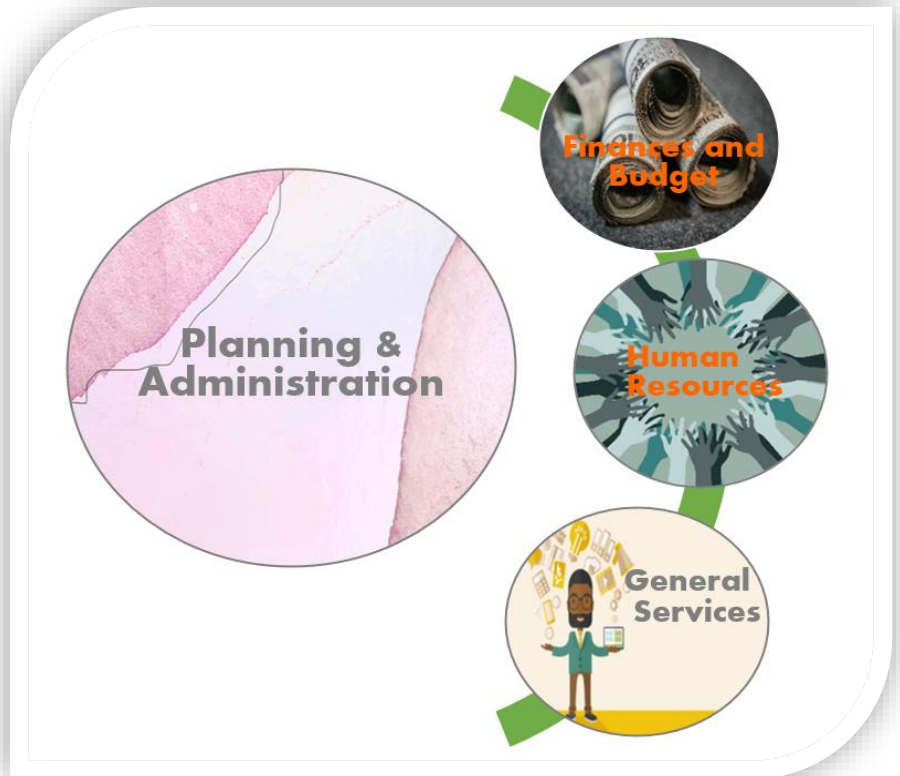 Planning &
Administration
Finances and
Budget
Human
Resources
General
Services